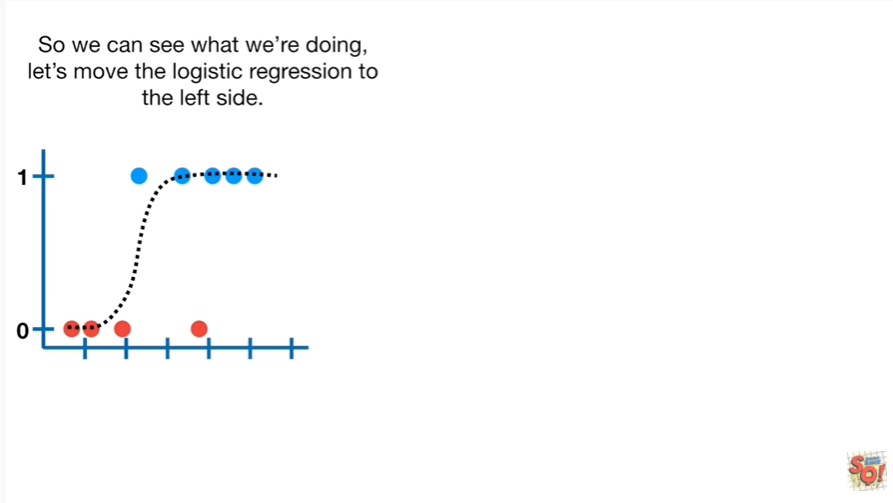 So we can see what we’re doing,
let’s move the logistic regression to
the left side.
1
0
SO!